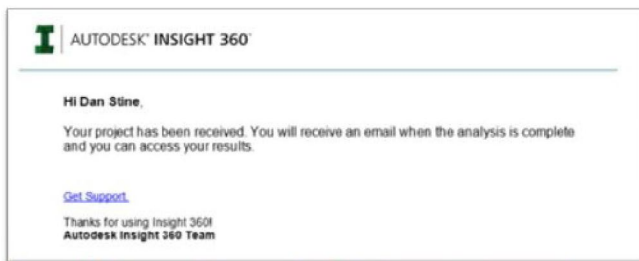 I AUTODESK® INSIGHT 360™
Hi Dan Stine,
Your project has been received. You will receive an email when the analysis is complete
and you can access your results.
Get Support.
Thanks for using Insight 360!
Autodesk Insight 360 Team